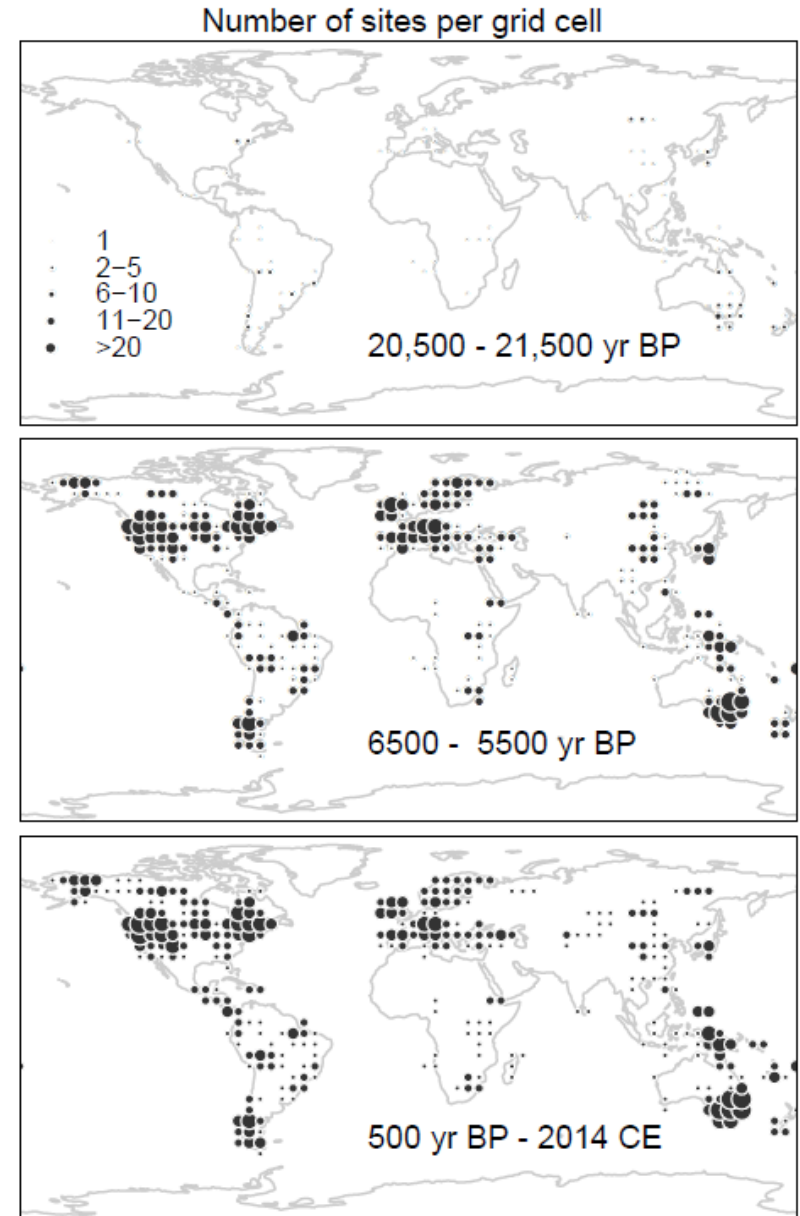 Number of sites per grid cell
1
2−5
6−10
11−20
>20
20,500 - 21,500 yr BP
6500 - 5500 yr BP
500 yr BP - 2014 CE